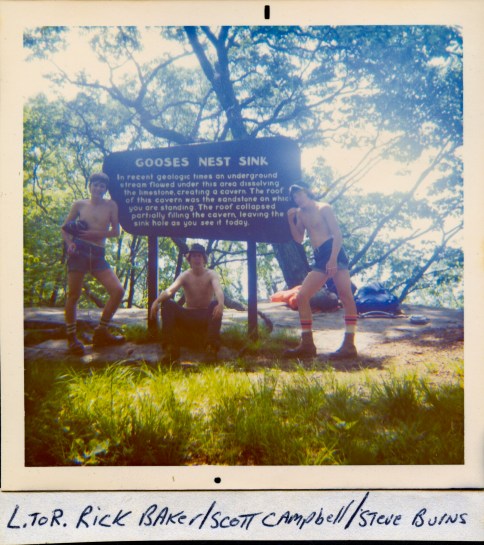 GOOSES NEST SINK
In recent geologic times an underground
stream flowed under this area dissolving
the limestone, creating a cavern. The roof
of this cavern was the sandstone on which
you are standing. The roof collapsed
partially filling the cavern, leaving the
sink hole as you see it today.
L.TOR. RICK BAKER/SCOTT CAMPBELL/STEVE BURNS